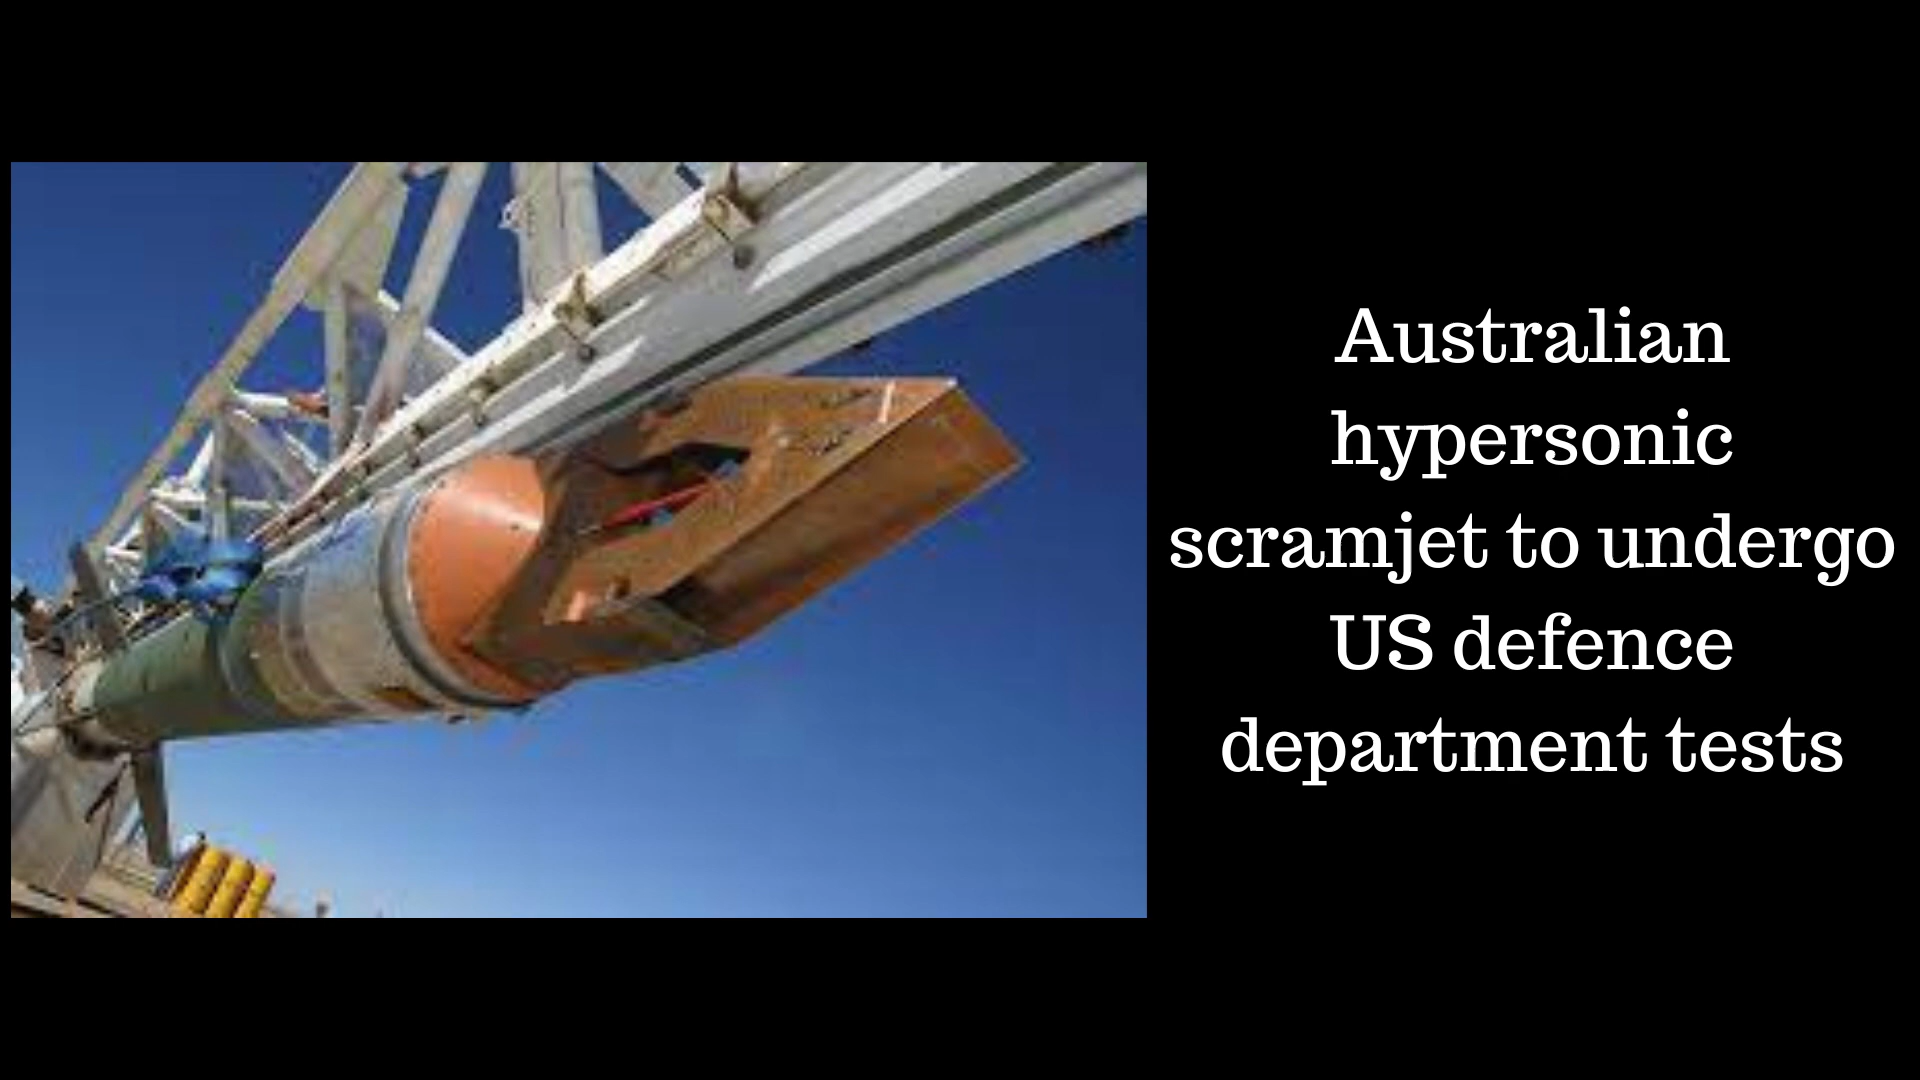 Australian
hypersonic
scramjet to undergo
US defence
department tests